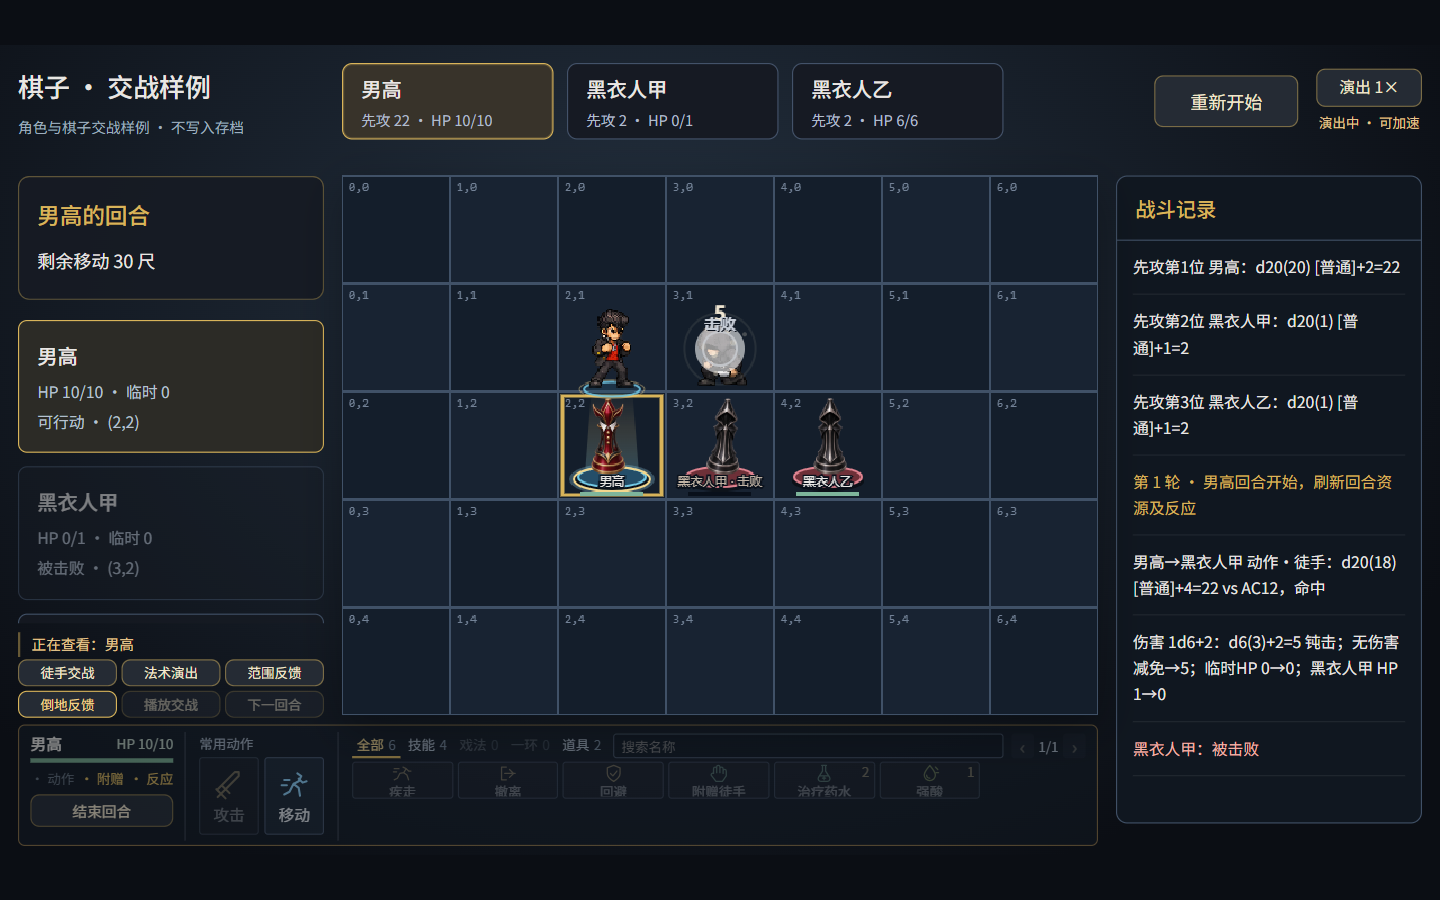 棋子 · 交战样例
角色与棋子交战样例 · 不写入存档
男高
先攻 22 · HP 10/10
黑衣人甲
先攻 2 · HP 0/1
黑衣人乙
先攻 2 · HP 6/6
重新开始
演出 1×
演出中 · 可加速
男高的回合
剩余移动 30 尺
男高
HP 10/10 · 临时 0
可行动 · (2,2)
黑衣人甲
HP 0/1 · 临时 0
被击败 · (3,2)
正在查看：男高
徒手交战 法术演出 范围反馈
倒地反馈 播放交战 下一回合
0,0 1,0 2,0 3,0 4,0 5,0 6,0
0,1 1,1 2,1 3,1 4,1 5,1 6,1
5
击败
0,2 1,2 2,2 3,2 4,2 5,2 6,2
男高 黑衣人甲·击败 黑衣人乙
0,3 1,3 2,3 3,3 4,3 5,3 6,3
0,4 1,4 2,4 3,4 4,4 5,4 6,4
战斗记录
先攻第1位 男高：d20(20) [普通]+2=22
先攻第2位 黑衣人甲：d20(1) [普
通]+1=2
先攻第3位 黑衣人乙：d20(1) [普
通]+1=2
第 1 轮 · 男高回合开始，刷新回合资
源及反应
男高→黑衣人甲 动作·徒手：d20(18)
[普通]+4=22 vs AC12，命中
伤害 1d6+2：d6(3)+2=5 钝击；无伤害
减免→5；临时HP 0→0；黑衣人甲 HP
1→0
黑衣人甲：被击败
男高 HP 10/10
· 动作 · 附赠 · 反应
结束回合
常用动作
攻击 移动
全部 6 技能 4 戏法 0 一环 0 道具 2 搜索名称 ‹ 1/1 ›
疾走 撤离 回避 附赠徒手 治疗药水 2 强酸 1